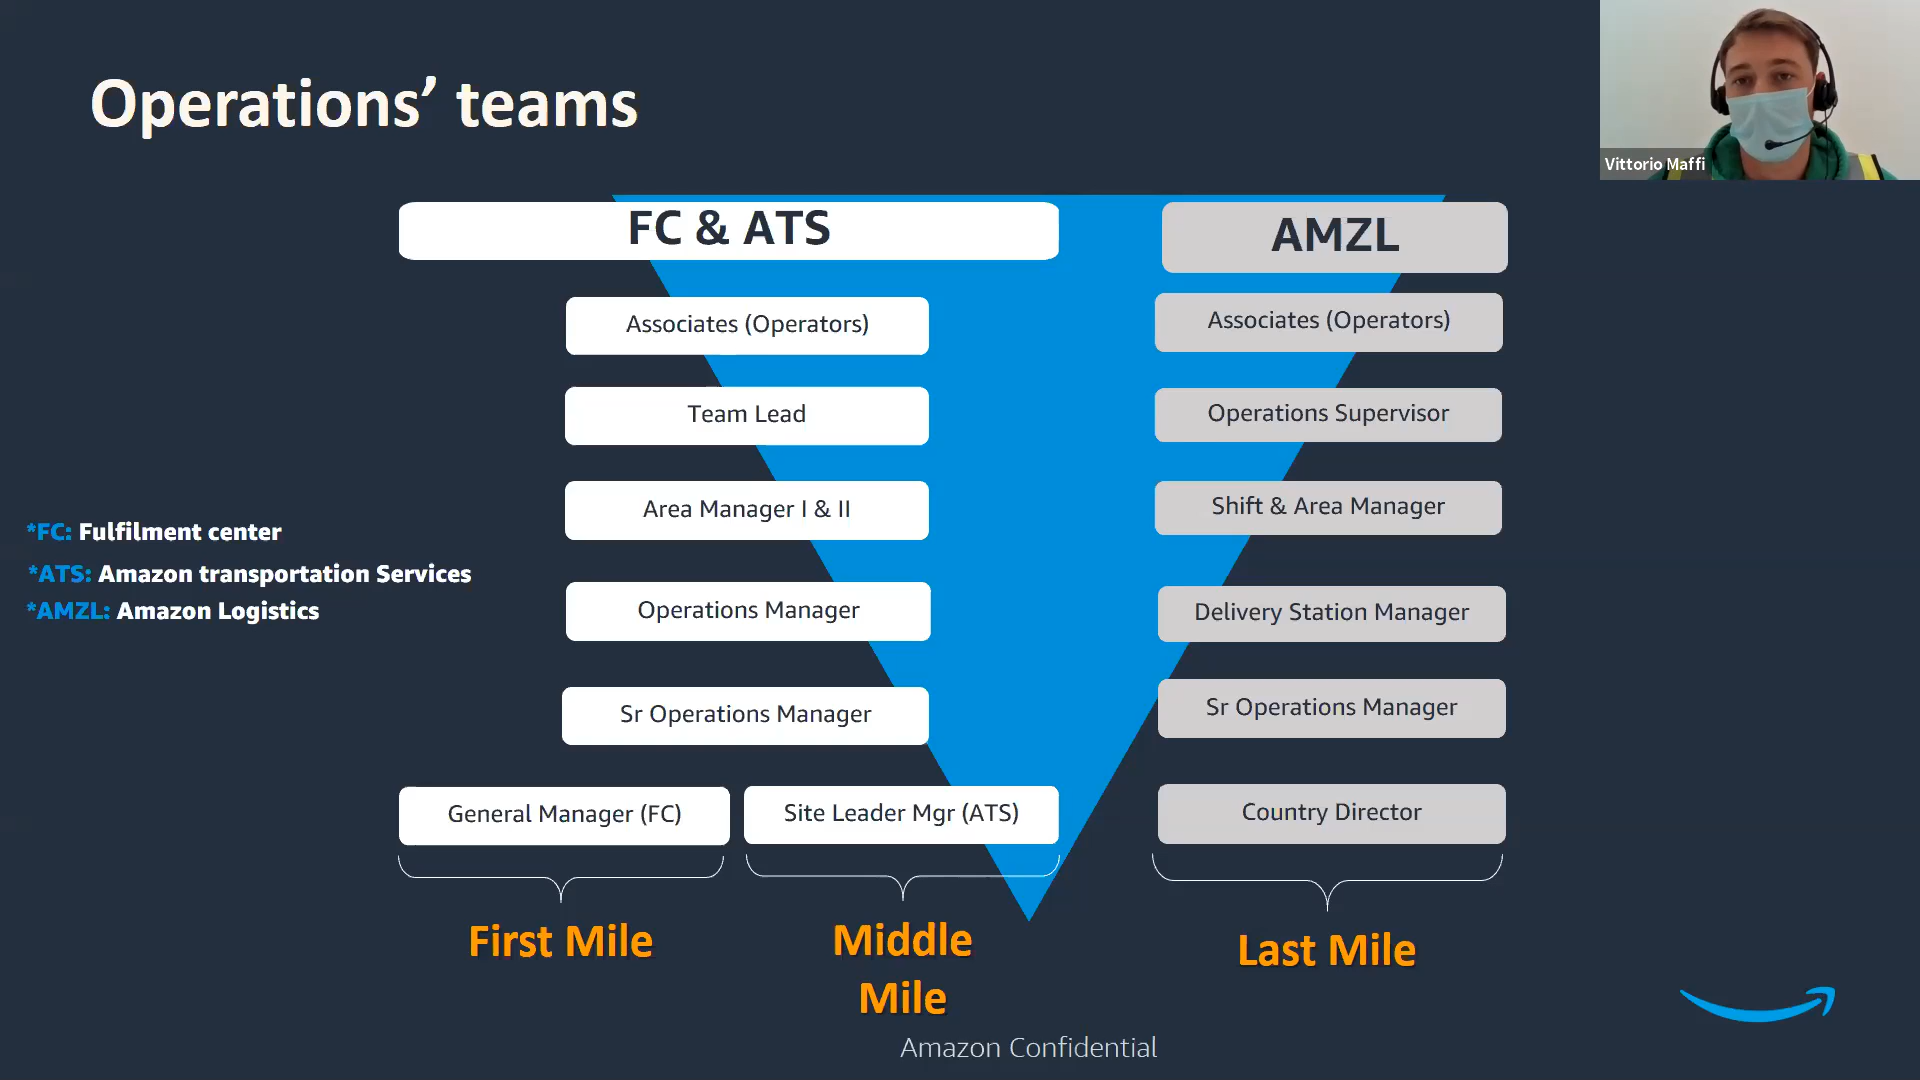 Operations’ teams
Vittorio Maffi
FC & ATS
AMZL
Associates (Operators)
Associates (Operators)
Team Lead
Operations Supervisor
Area Manager I & II
Shift & Area Manager
*FC: Fulfilment center
*ATS: Amazon transportation Services
*AMZL: Amazon Logistics
Operations Manager
Delivery Station Manager
Sr Operations Manager
Sr Operations Manager
General Manager (FC)
Site Leader Mgr (ATS)
Country Director
First Mile
Middle
Mile
Last Mile
Amazon Confidential